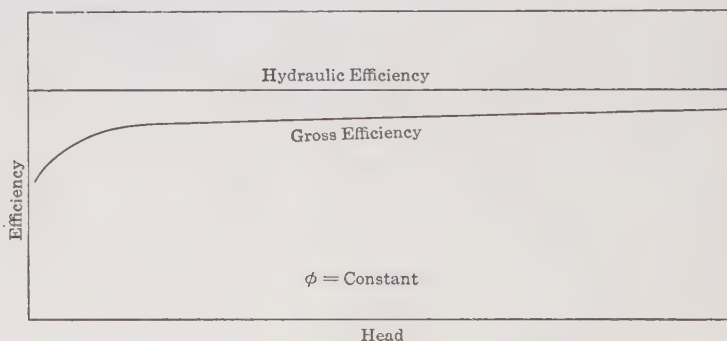 Hydraulic Efficiency
Gross Efficiency
Efficiency
ϕ = Constant
Head